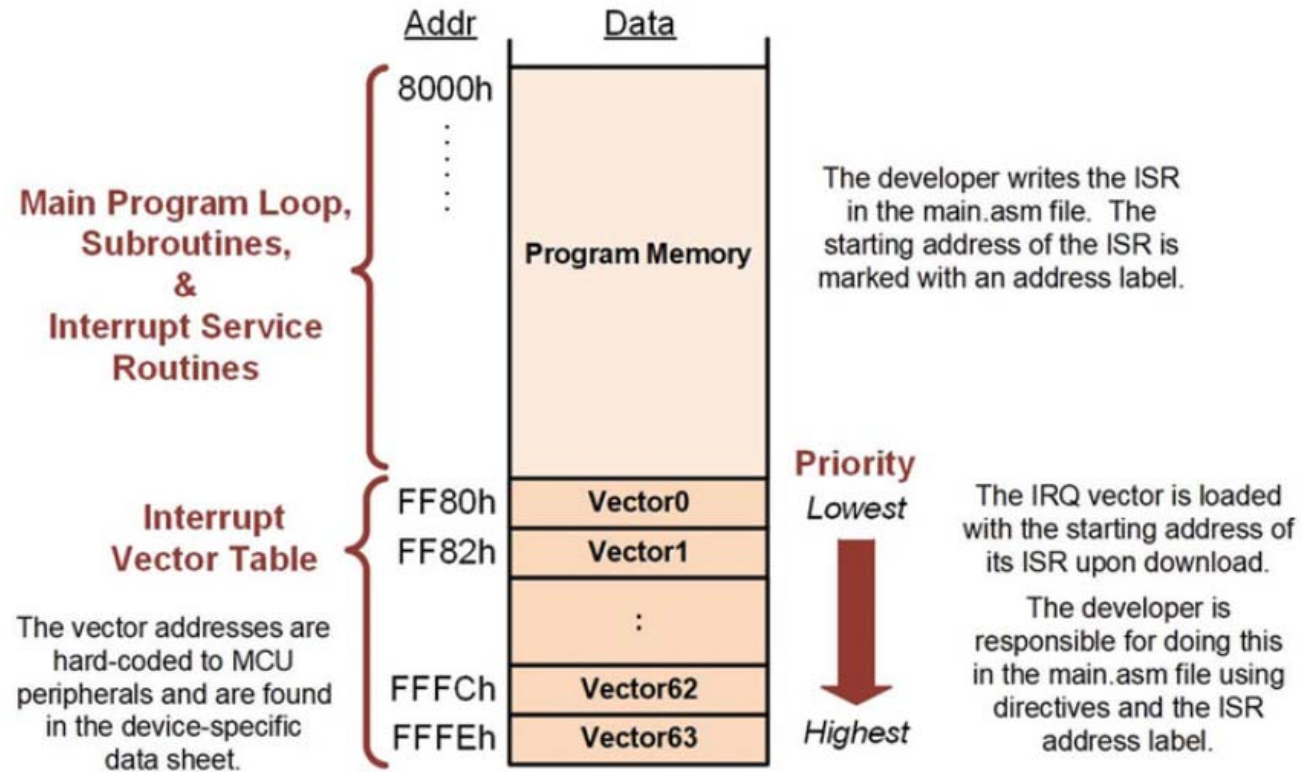 Addr
Data
8000h
Main Program Loop,
Subroutines,
&
Interrupt Service
Routines
Program Memory
The developer writes the ISR
in the main.asm file. The
starting address of the ISR is
marked with an address label.
Interrupt
Vector Table
The vector addresses are
hard-coded to MCU
peripherals and are found
in the device-specific
data sheet.
FF80h
Vector0
FF82h
Vector1
:
FFFCh
Vector62
FFFEh
Vector63
Priority
Lowest
Highest
The IRQ vector is loaded
with the starting address of
its ISR upon download.
The developer is
responsible for doing this
in the main.asm file using
directives and the ISR
address label.